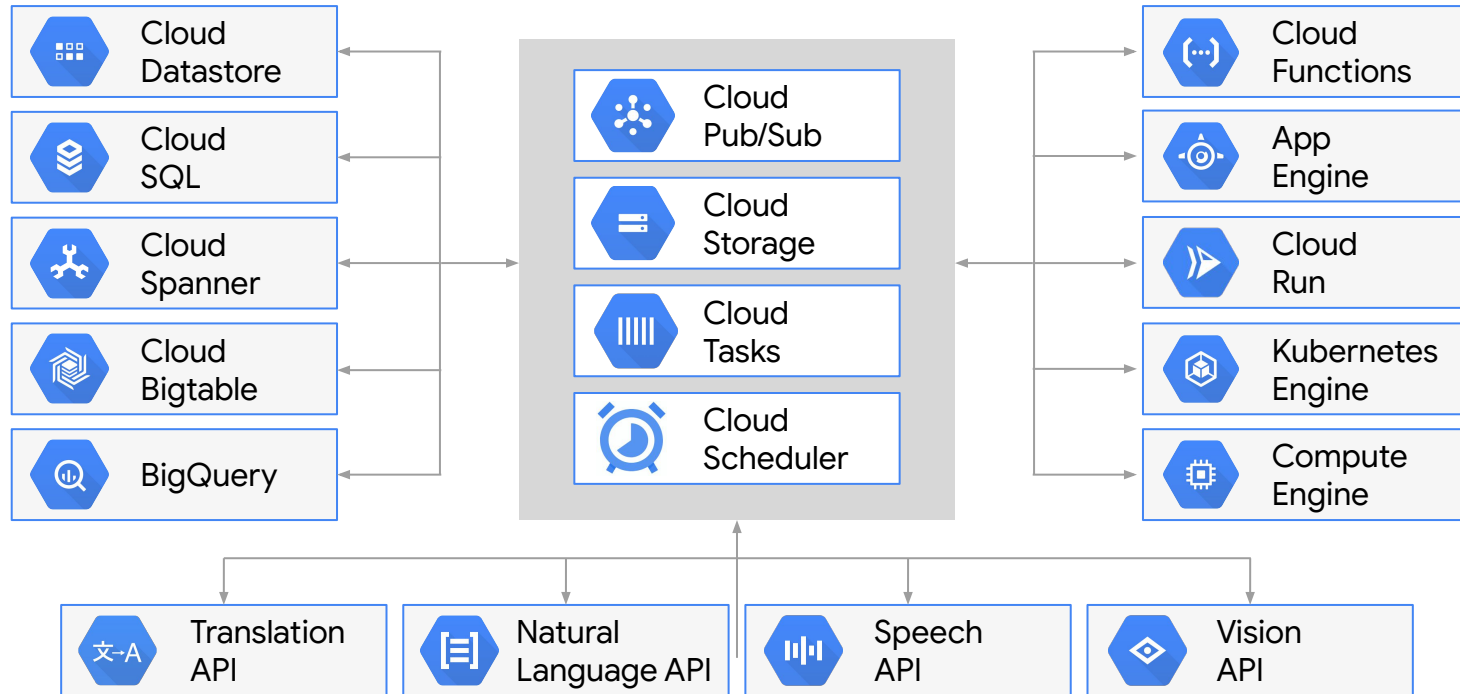 Cloud
Datastore
Cloud
SQL
Cloud
Spanner
Cloud
Bigtable
BigQuery
Cloud
Pub/Sub
Cloud
Storage
Cloud
Tasks
Cloud
Scheduler
Cloud
Functions
App
Engine
Cloud
Run
Kubernetes
Engine
Compute
Engine
文→A
Translation
API
Natural
Language API
Speech
API
Vision
API